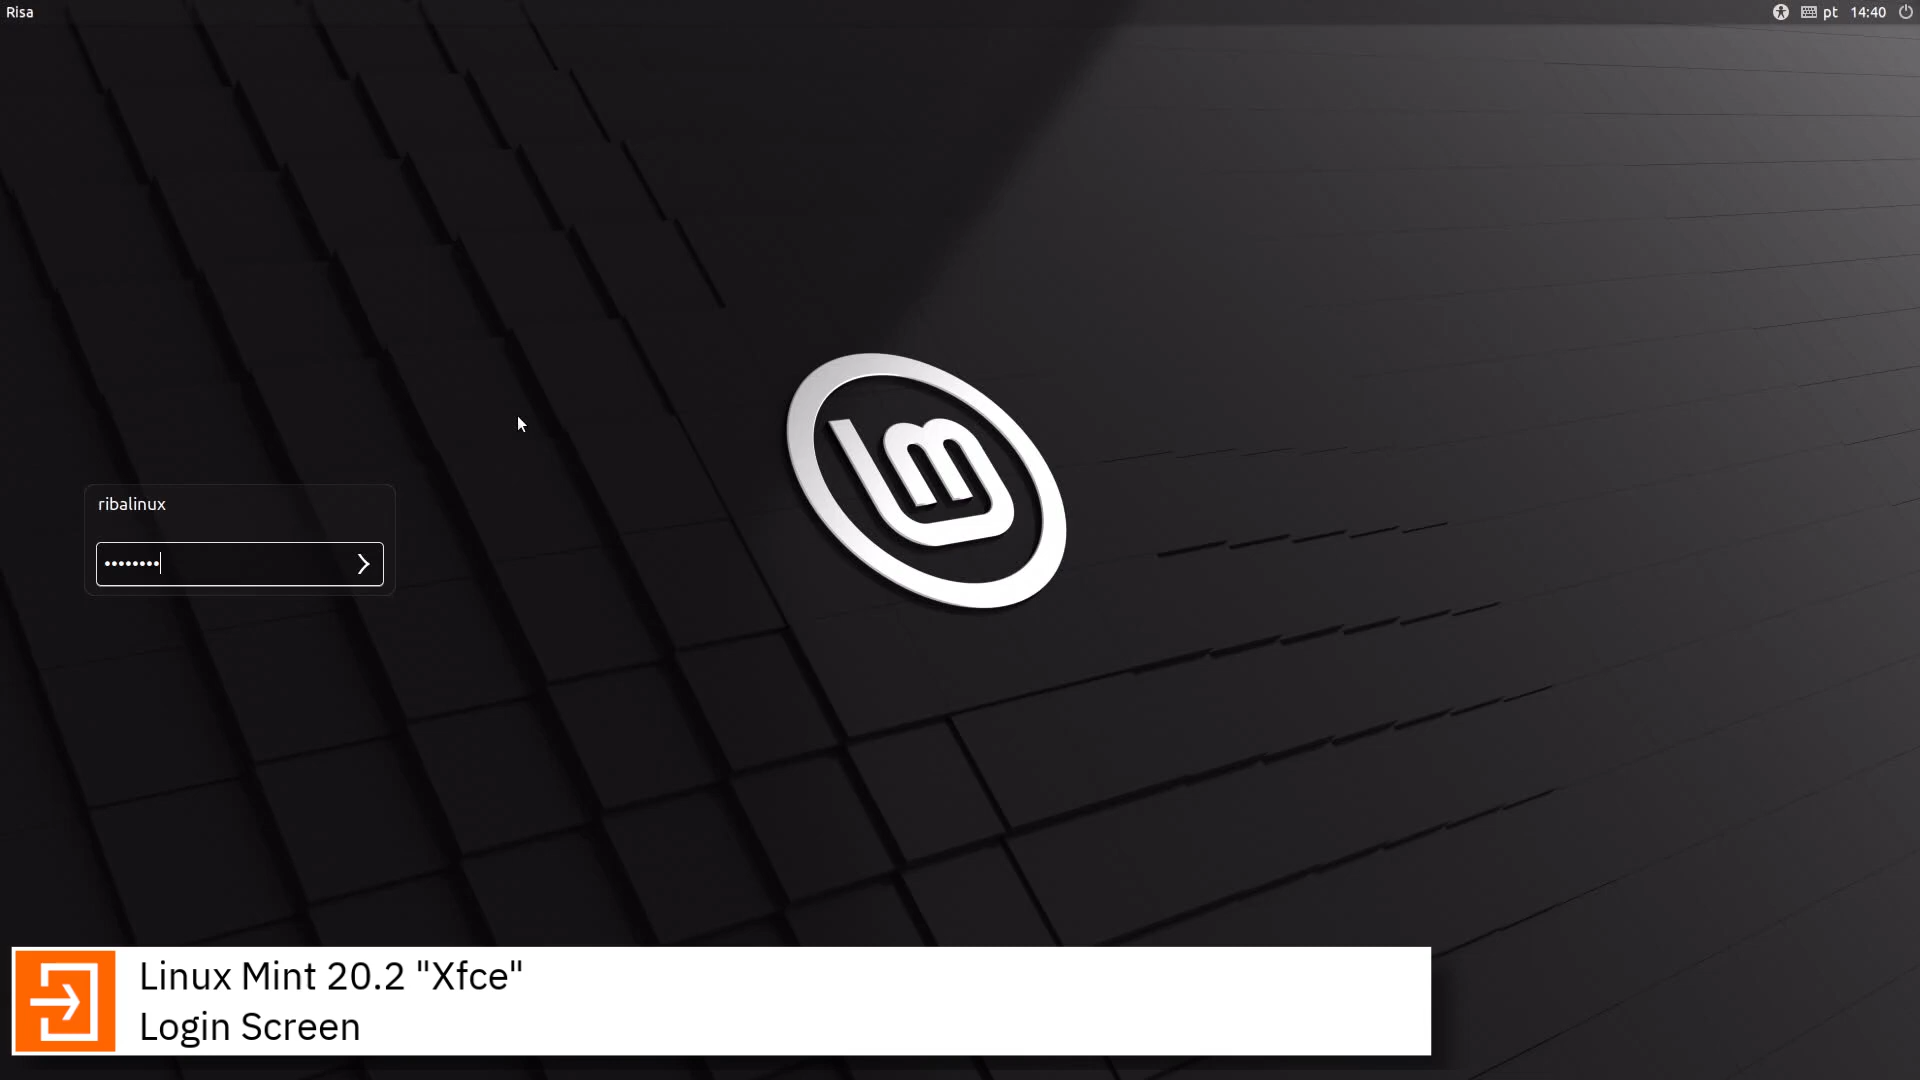 Risa
pt 14:40
ribalinux
••••••••
Linux Mint 20.2 "Xfce"
Login Screen